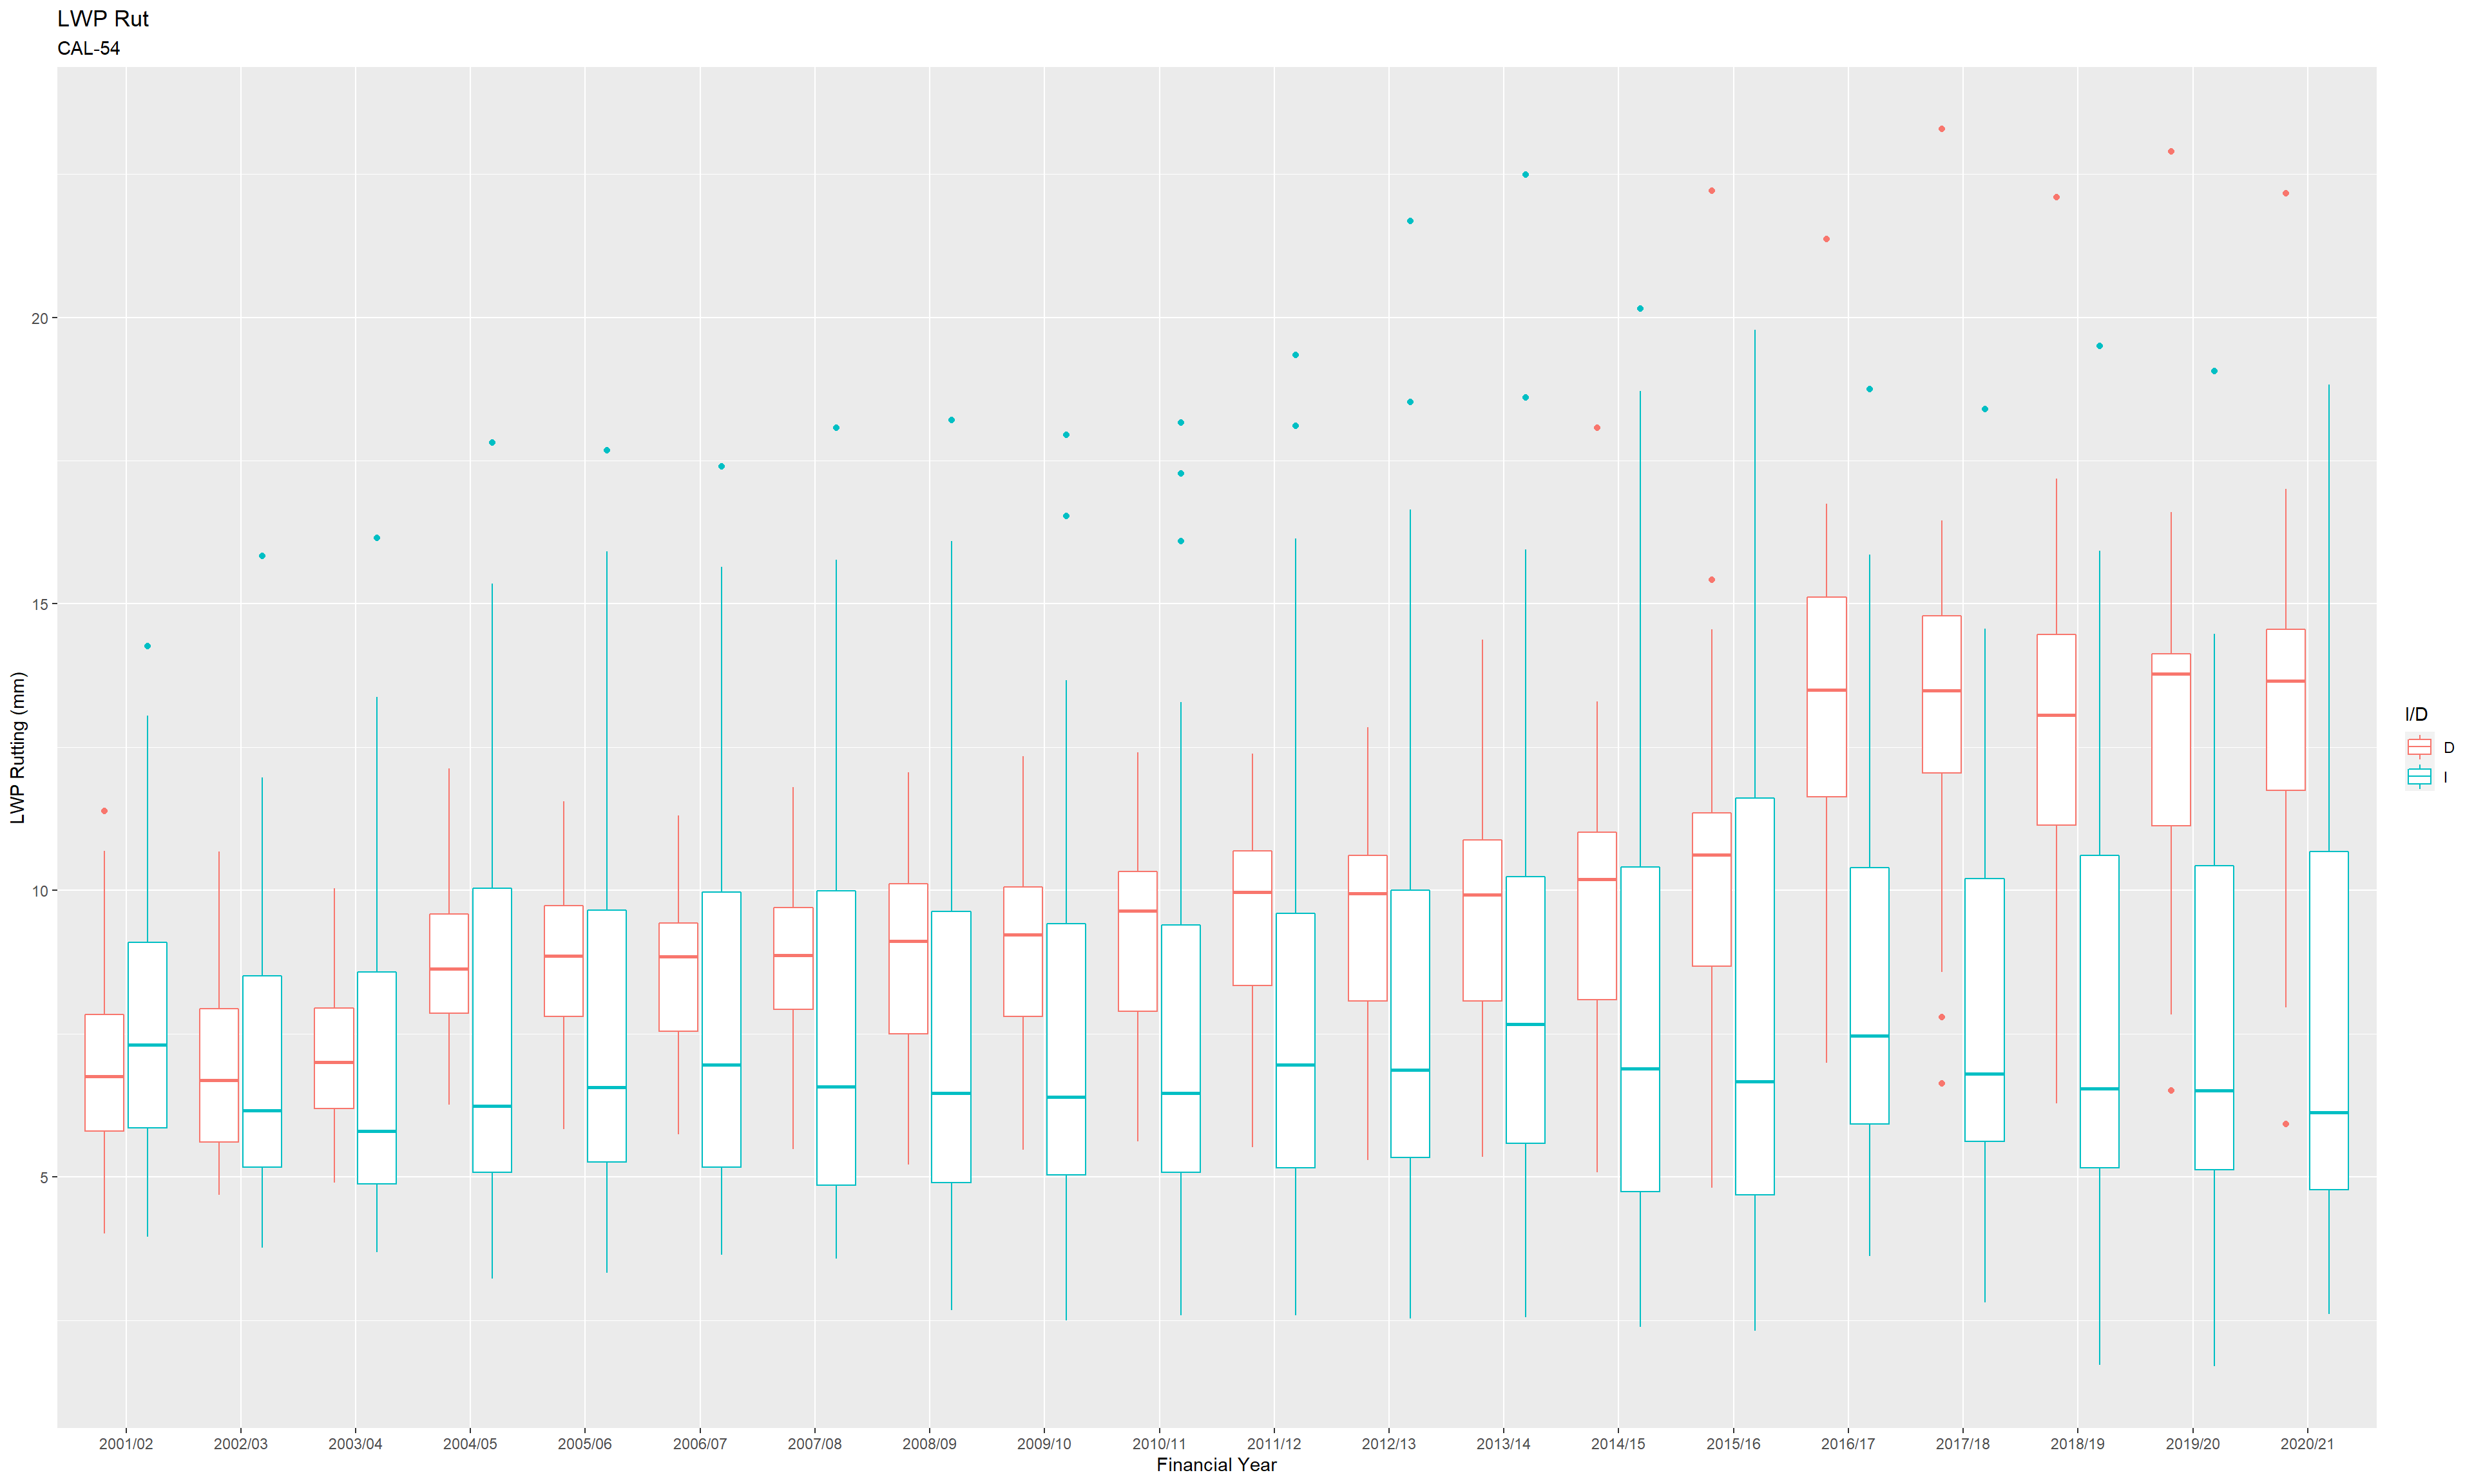 LWP Rut
CAL-54
LWP Rutting (mm)
20
15
10
5
2001/02 2002/03 2003/04 2004/05 2005/06 2006/07 2007/08 2008/09 2009/10 2010/11 2011/12 2012/13 2013/14 2014/15 2015/16 2016/17 2017/18 2018/19 2019/20 2020/21
Financial Year
I/D
D
I